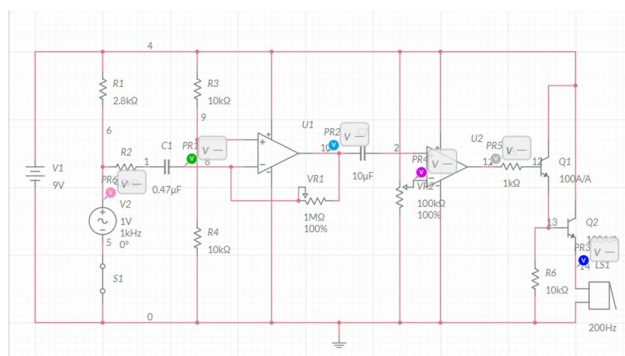 4
R1
2.8kΩ
R3
10kΩ
9
6
U1
PR2
10
R2
1
C1
PR1
8
0.47µF
2
U2
PR5
11
12
Q1
100A/A
V1
9V
PR6
V2
1V
1kHz
0°
10µF
PR4
VR2
100kΩ
100%
1kΩ
VR1
1MΩ
100%
5
S1
R4
10kΩ
13
Q2
PR3
14
LS1
R6
10kΩ
200Hz
0
V —
V —
V —
V
V —
V —